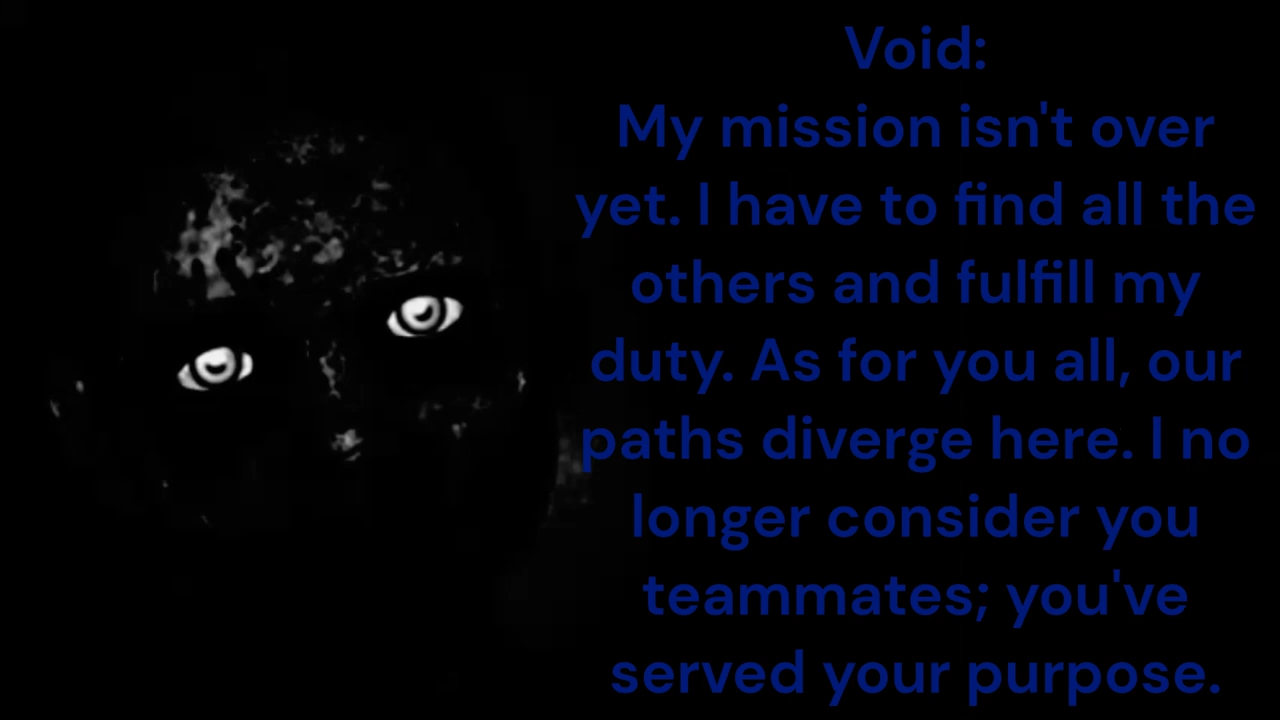 Void:
My mission isn't over
yet. I have to find all the
others and fulfill my
duty. As for you all, our
paths diverge here. I no
longer consider you
teammates; you've
served your purpose.